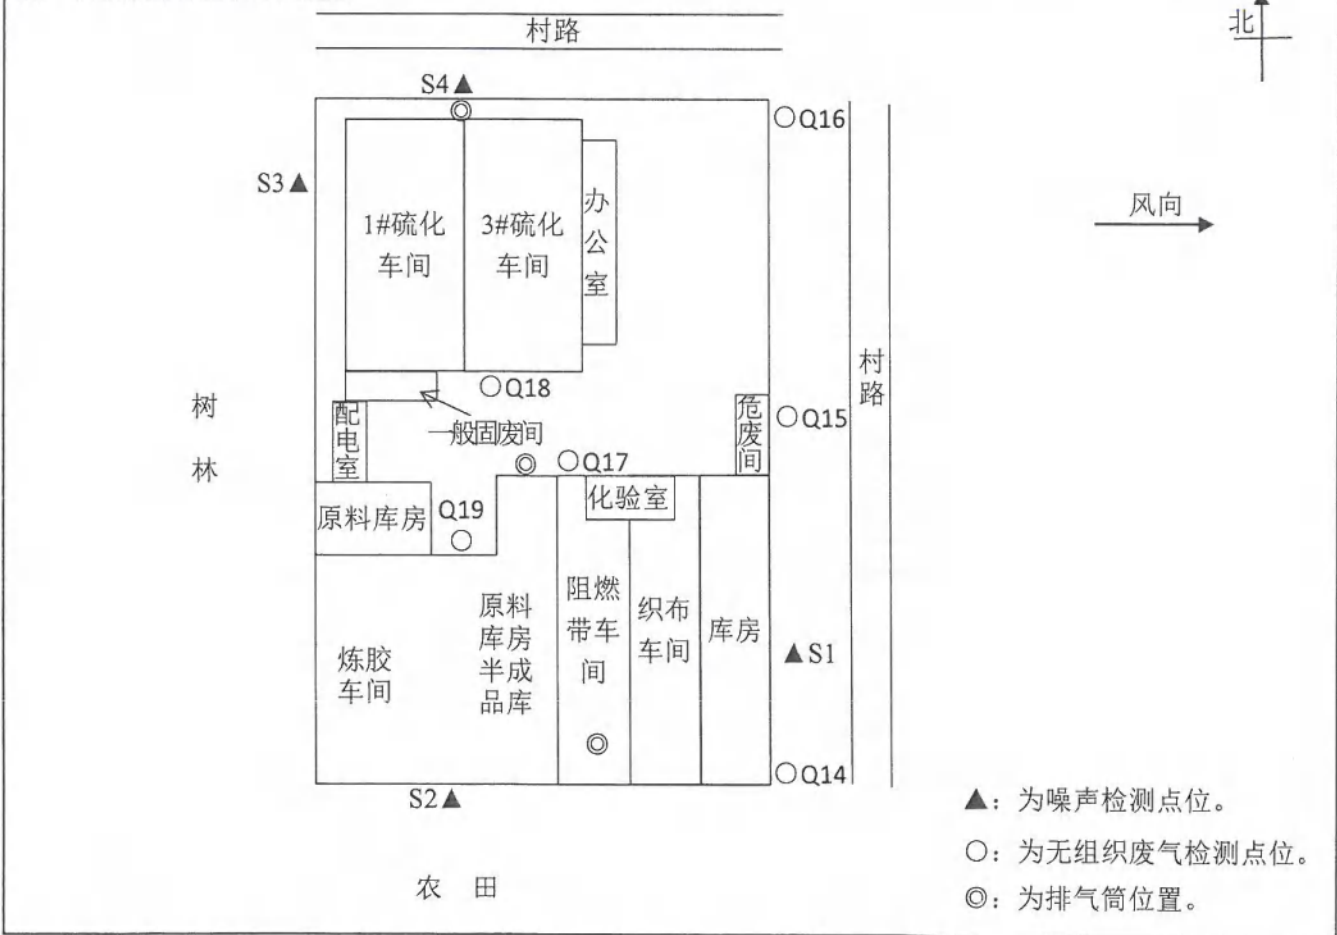 村路
北
S4▲
○Q16
S3▲
风向
1#硫化
车间
3#硫化
车间
办
公
室
村
路
○Q18
○Q15
树
林
配
电
室
一般固废间
危
废
间
○Q17
化验室
原料库房
Q19
原料
库房
半成
品库
阻燃
带车
间
织布
车间
库房
炼胶
车间
▲S1
○Q14
S2▲
▲：为噪声检测点位。
○：为无组织废气检测点位。
◎：为排气筒位置。
农 田